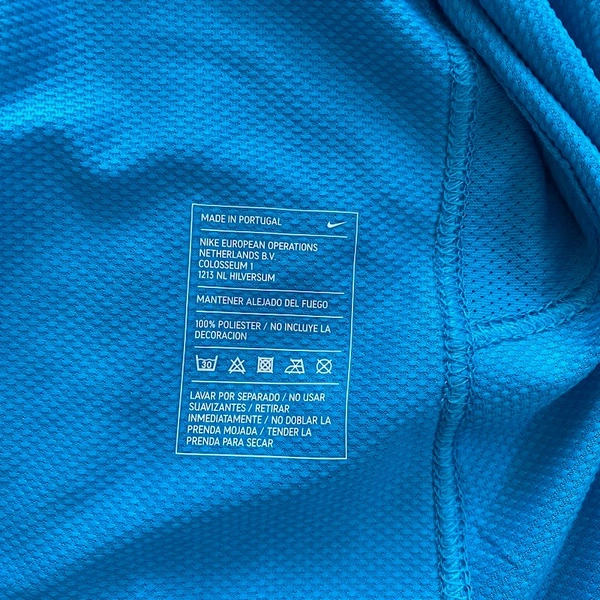 MADE IN PORTUGAL
NIKE EUROPEAN OPERATIONS
NETHERLANDS B.V.
COLOSSEUM 1
1213 NL HILVERSUM
MANTENER ALEJADO DEL FUEGO
100% POLIESTER / NO INCLUYE LA
DECORACION
30
LAVAR POR SEPARADO / NO USAR
SUAVIZANTES / RETIRAR
INMEDIATAMENTE / NO DOBLAR LA
PRENDA MOJADA / TENDER LA
PRENDA PARA SECAR